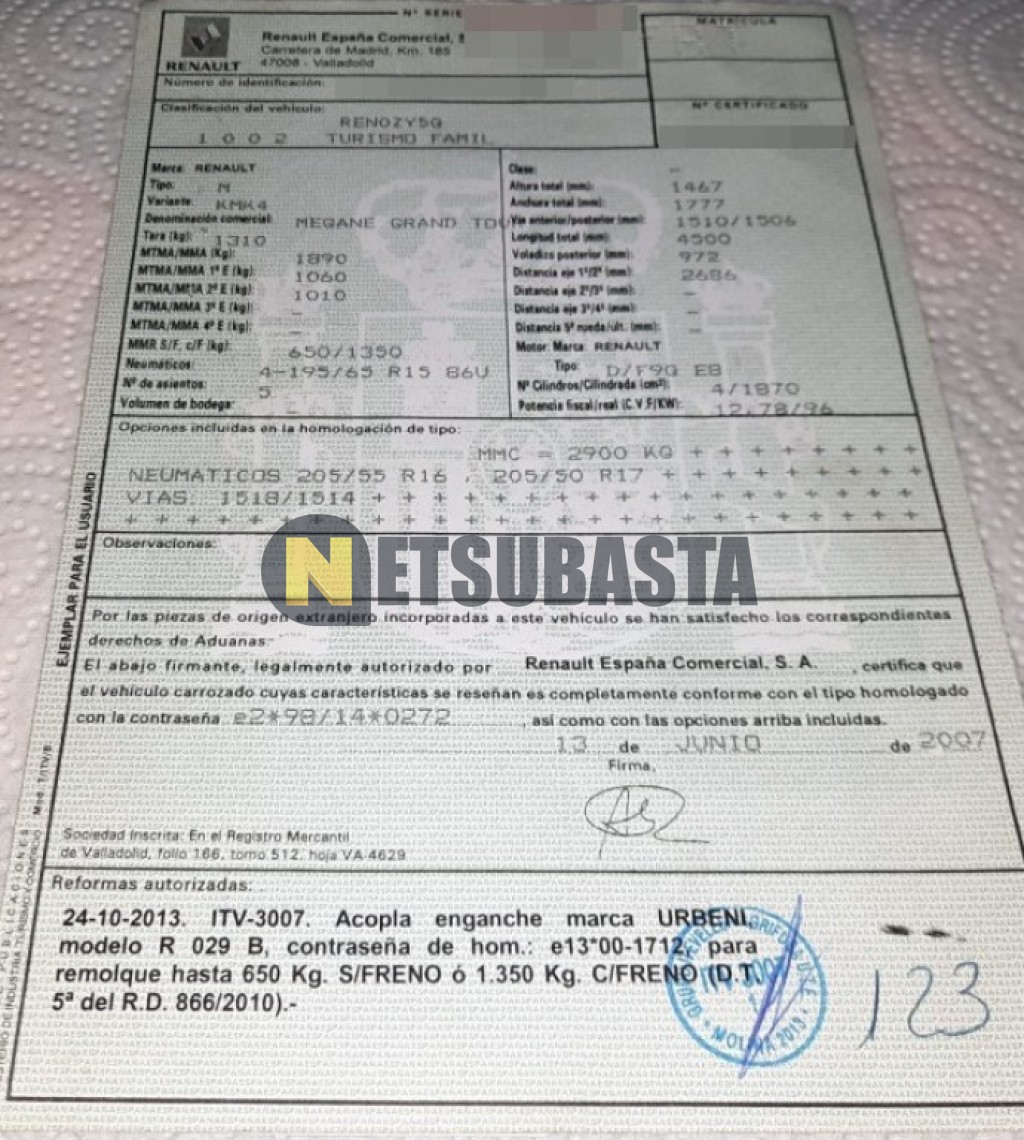 Nº SERIE
MATRICULA
RENAULT
Renault España Comercial, S
Carretera de Madrid, Km. 185
47008 - Valladolid
Número de identificación:
Clasificación del vehículo:
Nº CERTIFICADO
RENOZY5G
1 0 0 2 TURISMO FAMIL
Marca: RENAULT
Tipo: M
Variante: KMK4
Denominación comercial: MEGANE GRAND TOU
Tara (kg): 1310
MTMA/MMA (Kg): 1890
MTMA/MMA 1º E (kg): 1060
MTMA/MMA 2º E (kg): 1010
MTMA/MMA 3º E (kg): –
MTMA/MMA 4º E (kg): –
MMR S/F, c/F (kg): 650/1350
Neumáticos: 4-195/65 R15 86U
Nº de asientos: 5
Volumen de bodega: –
Clase: –
Altura total (mm): 1467
Anchura total (mm): 1777
Vía anterior/posterior (mm): 1510/1506
Longitud total (mm): 4500
Voladizo posterior (mm): 972
Distancia eje 1º/2º (mm): 2686
Distancia eje 2º/3º (mm): –
Distancia eje 3º/4º (mm): –
Distancia 5ª rueda/últ. (mm): –
Motor: Marca: RENAULT
Tipo: D/F9Q E8
Nº Cilindros/Cilindrada (cm³): 4/1870
Potencia fiscal/real (C.V.F/KW): 12,78/96
Opciones incluidas en la homologación de tipo:
MMC = 2900 KG + + + + + + + + +
NEUMATICOS 205/55 R16 , 205/50 R17 + + + + + + + + + +
VIAS: 1518/1514 + + + + + + + + + + + + + + + + + + + + +
+ + + + + + + + + + + + + + + + + + + + + + + + + + + + + +
Observaciones:
NETSUBASTA
Por las piezas de origen extranjero incorporadas a este vehículo se han satisfecho los correspondientes
derechos de Aduanas.
El abajo firmante, legalmente autorizado por Renault España Comercial, S. A. , certifica que
el vehículo carrozado cuyas características se reseñan es completamente conforme con el tipo homologado
con la contraseña e2*98/14*0272 , así como con las opciones arriba incluidas.
13 de JUNIO de 2007
Firma,
Sociedad Inscrita: En el Registro Mercantil
de Valladolid, folio 166, tomo 512, hoja VA-4629
EJEMPLAR PARA EL USUARIO
Mod. T/ITV/B
Reformas autorizadas:
24-10-2013. ITV-3007. Acopla enganche marca URBENI,
modelo R 029 B, contraseña de hom.: e13*00-1712, para
remolque hasta 650 Kg. S/FRENO ó 1.350 Kg. C/FRENO (D.T.
5ª del R.D. 866/2010).-
MOLINA 2013
123